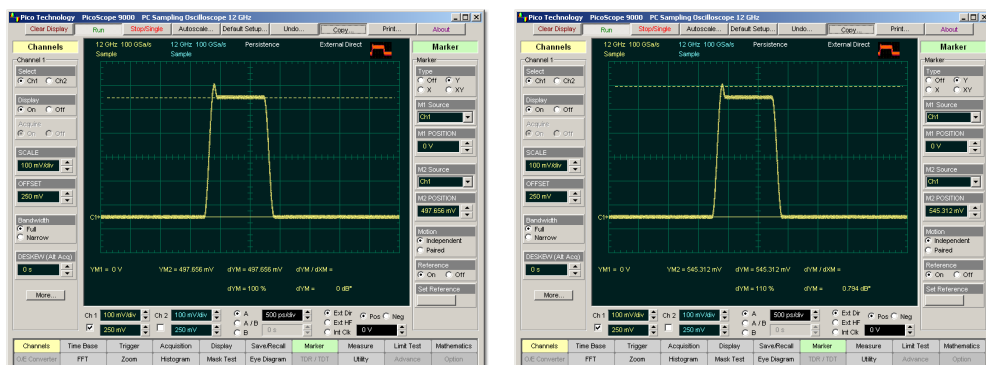 Pico Technology PicoScope 9000 PC Sampling Oscilloscope 12 GHz
Clear Display Run Stop/Single Autoscale... Default Setup... Undo... Copy... Print... About
Channels
Channel 1
Select
Ch1 Ch2
Display
On Off
Acquire
On Off
SCALE
100 mV/div
OFFSET
250 mV
Bandwidth
Full
Narrow
DESKEW (Alt Acq)
0 s
More...
12 GHz 100 GSa/s 12 GHz 100 GSa/s Persistence External Direct
Sample Sample
C1
YM1 = 0 V YM2 = 497.656 mV dYM = 497.656 mV dYM / dXM =
dYM = 100 % dYM = 0 dB*
Marker
Marker
Type
Off Y
X XY
M1 Source
Ch1
M1 POSITION
0 V
M2 Source
Ch1
M2 POSITION
497.656 mV
Motion
Independent
Paired
Reference
On Off
Set Reference
Ch 1 100 mV/div Ch 2 100 mV/div A 500 ps/div Ext Dir Pos Neg
250 mV 250 mV A / B B 0 s Ext HF Int Clk 0 V
Channels Time Base Trigger Acquisition Display Save/Recall Marker Measure Limit Test Mathematics
O/E Converter FFT Zoom Histogram Mask Test Eye Diagram TDR / TDT Utility Advance Option
Pico Technology PicoScope 9000 PC Sampling Oscilloscope 12 GHz
Clear Display Run Stop/Single Autoscale... Default Setup... Undo... Copy... Print... About
Channels
Channel 1
Select
Ch1 Ch2
Display
On Off
Acquire
On Off
SCALE
100 mV/div
OFFSET
250 mV
Bandwidth
Full
Narrow
DESKEW (Alt Acq)
0 s
More...
12 GHz 100 GSa/s 12 GHz 100 GSa/s Persistence External Direct
Sample Sample
C1
YM1 = 0 V YM2 = 545.312 mV dYM = 545.312 mV dYM / dXM =
dYM = 110 % dYM = 0.794 dB*
Marker
Marker
Type
Off Y
X XY
M1 Source
Ch1
M1 POSITION
0 V
M2 Source
Ch1
M2 POSITION
545.312 mV
Motion
Independent
Paired
Reference
On Off
Set Reference
Ch 1 100 mV/div Ch 2 100 mV/div A 500 ps/div Ext Dir Pos Neg
250 mV 250 mV A / B B 0 s Ext HF Int Clk 0 V
Channels Time Base Trigger Acquisition Display Save/Recall Marker Measure Limit Test Mathematics
O/E Converter FFT Zoom Histogram Mask Test Eye Diagram TDR / TDT Utility Advance Option